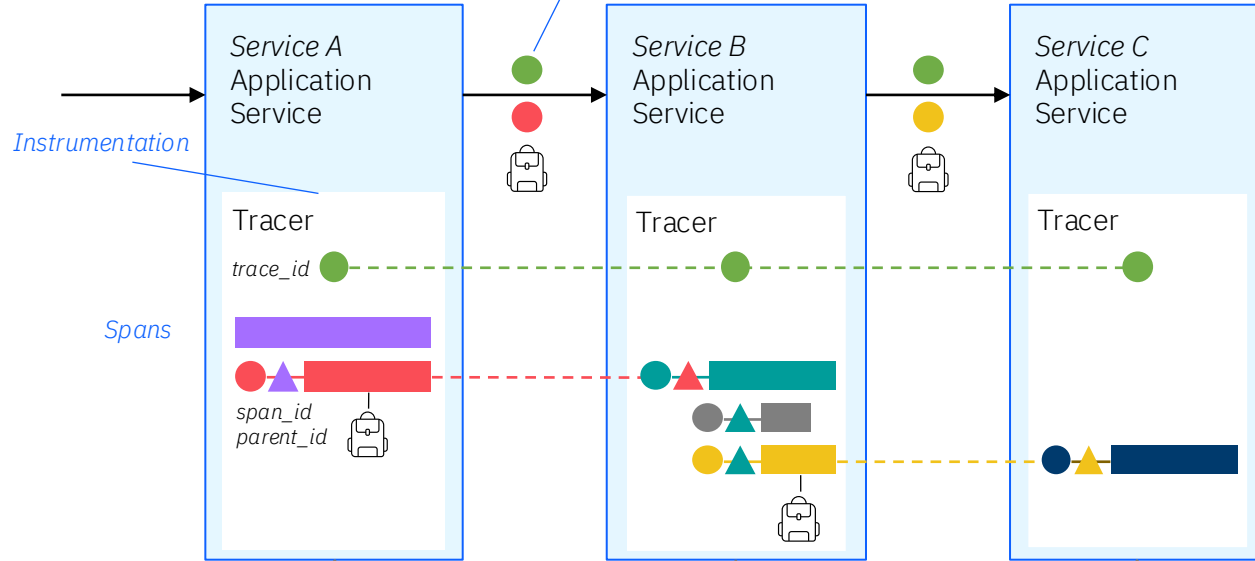 Service A
Application
Service
Service B
Application
Service
Service C
Application
Service
Instrumentation
Tracer
Tracer
Tracer
trace_id
Spans
span_id
parent_id